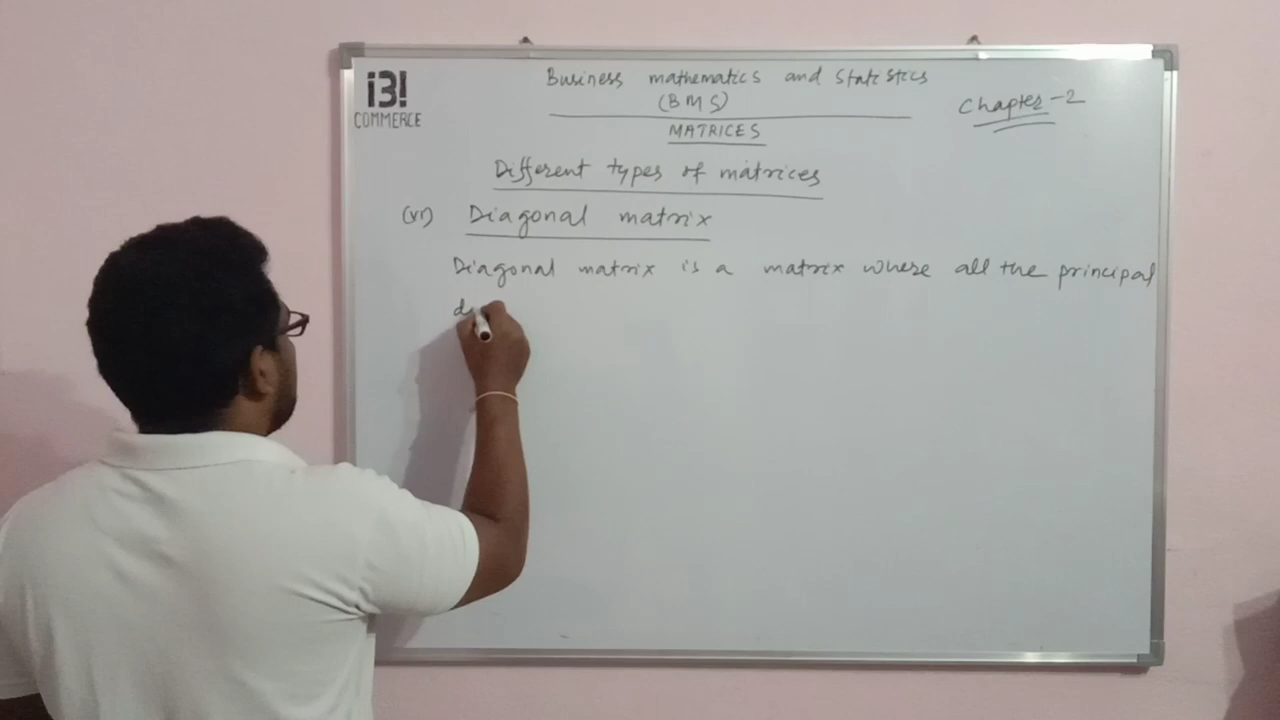 i3!
COMMERCE
Business mathematics and statistics
(BMS)
Chapter-2
MATRICES
Different types of matrices
(VI) Diagonal matrix
Diagonal matrix is a matrix where all the principal